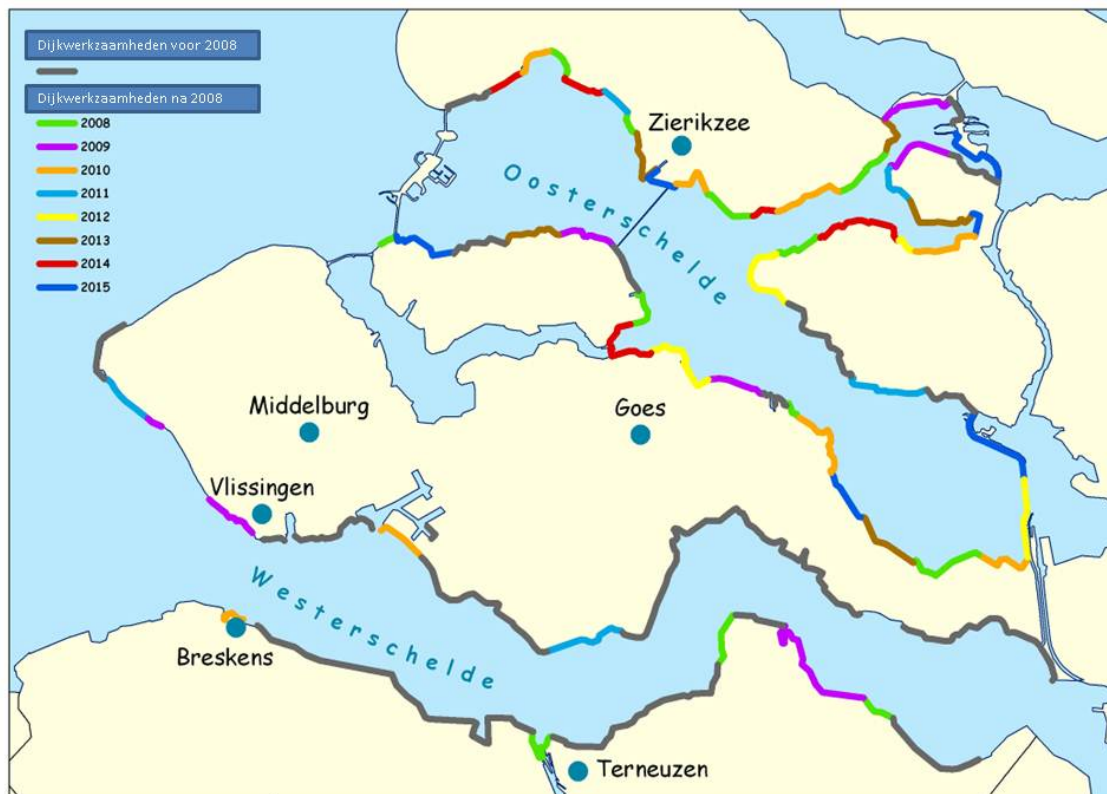 Dijkwerkzaamheden voor 2008
Dijkwerkzaamheden na 2008
2008
2009
2010
2011
2012
2013
2014
2015
Zierikzee
Oosterschelde
Middelburg
Goes
Vlissingen
Westerschelde
Breskens
Terneuzen